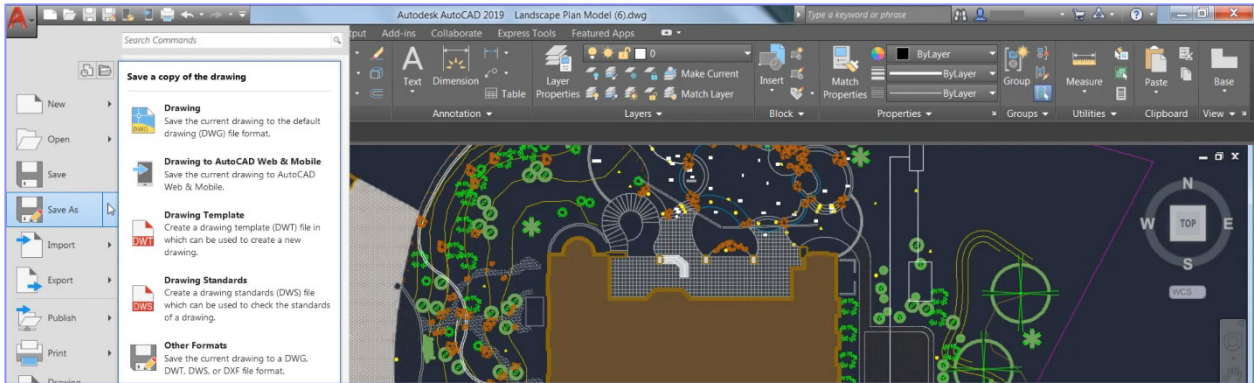 Autodesk AutoCAD 2019 Landscape Plan Model (6).dwg
Type a keyword or phrase
Search Commands
Add-ins Collaborate Express Tools Featured Apps
Save a copy of the drawing
New
Open
Save
Save As
Import
Export
Publish
Print
Drawing
Save the current drawing to the default
drawing (DWG) file format.
DWG
Drawing to AutoCAD Web & Mobile
Save the current drawing to AutoCAD
Web & Mobile.
Drawing Template
Create a drawing template (DWT) file in
which can be used to create a new
drawing.
DWT
Drawing Standards
Create a drawing standards (DWS) file
which can be used to check the standards
of a drawing.
DWS
Other Formats
Save the current drawing to a DWG,
DWT, DWS, or DXF file format.
A
Text
Dimension
Table
Annotation
Layer
Properties
0
Make Current
Match Layer
Layers
Insert
Block
Match
Properties
ByLayer
ByLayer
ByLayer
Properties
Group
Groups
Measure
Utilities
Paste
Clipboard
Base
View
N
W TOP E
S
WCS